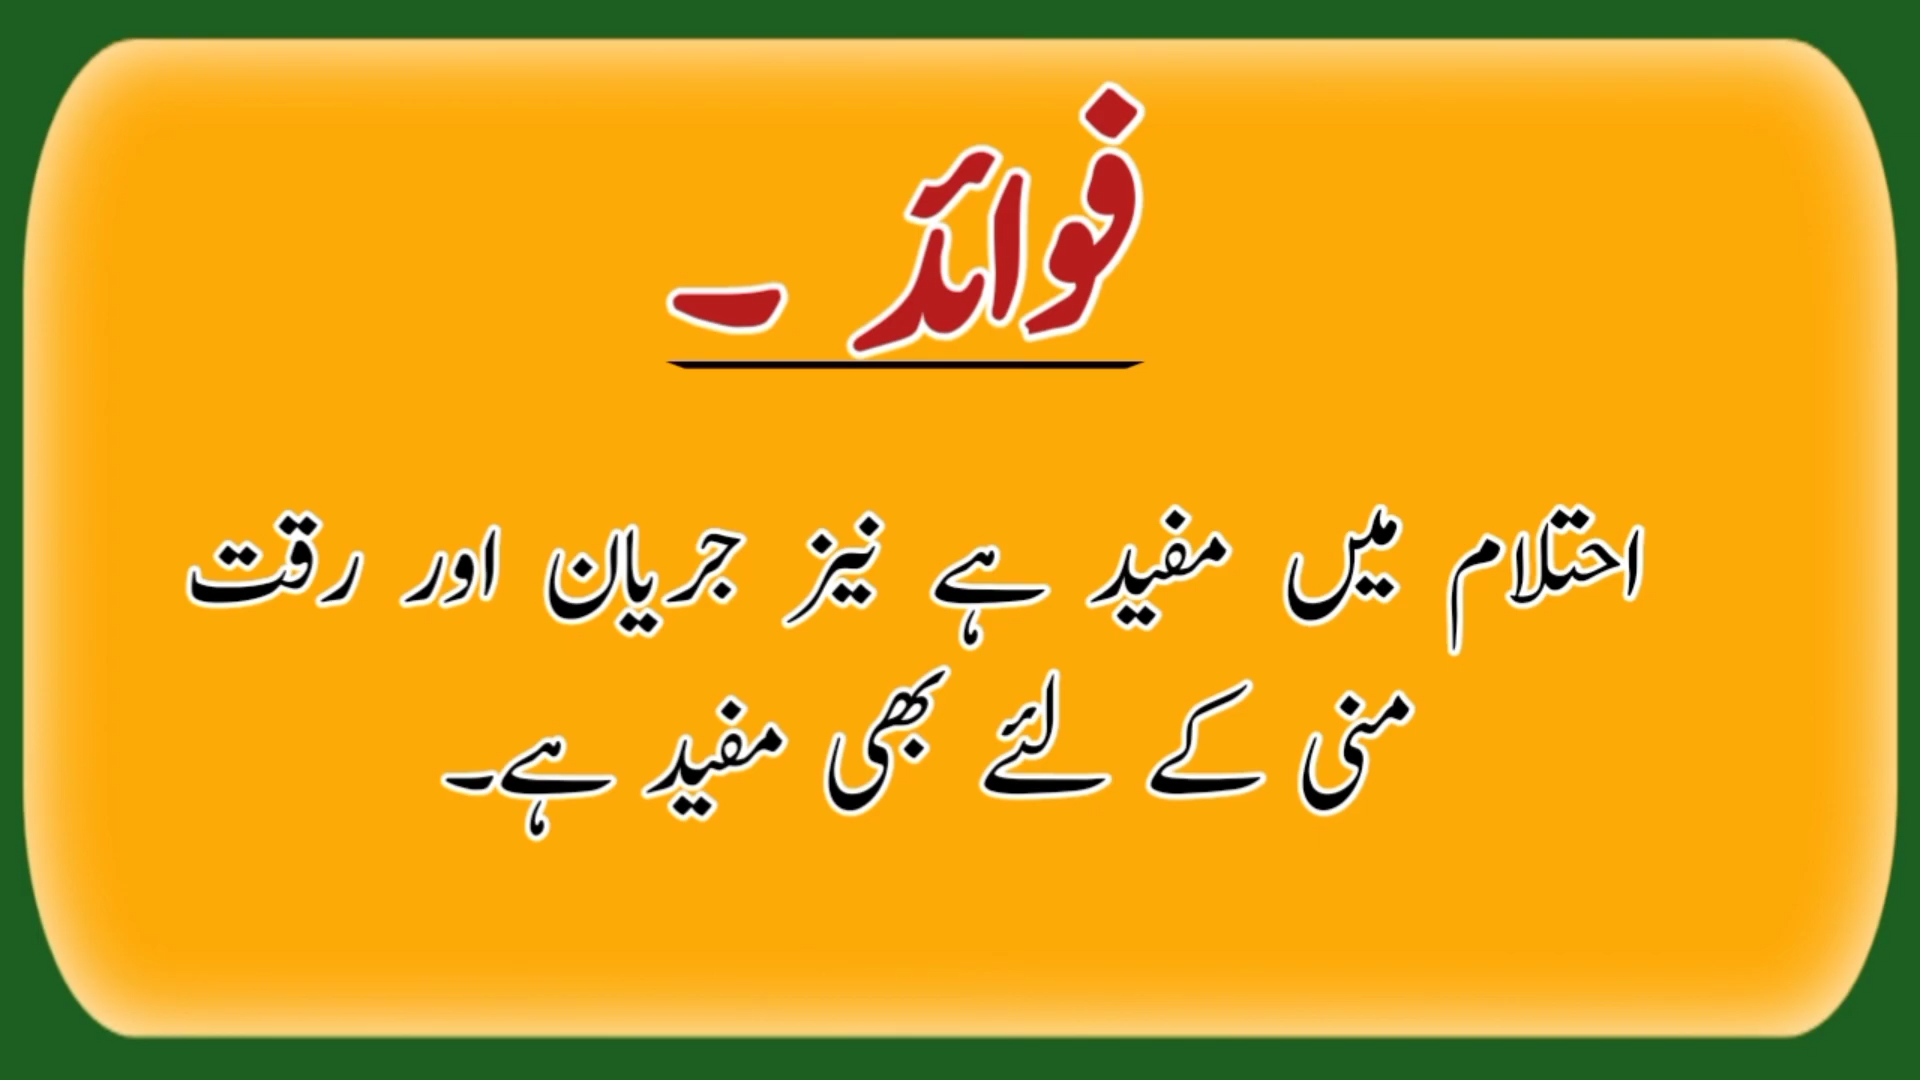 فوائد ۔
احتلام میں مفید ہے نیز جریان اور رقت
منی کے لئے بھی مفید ہے۔